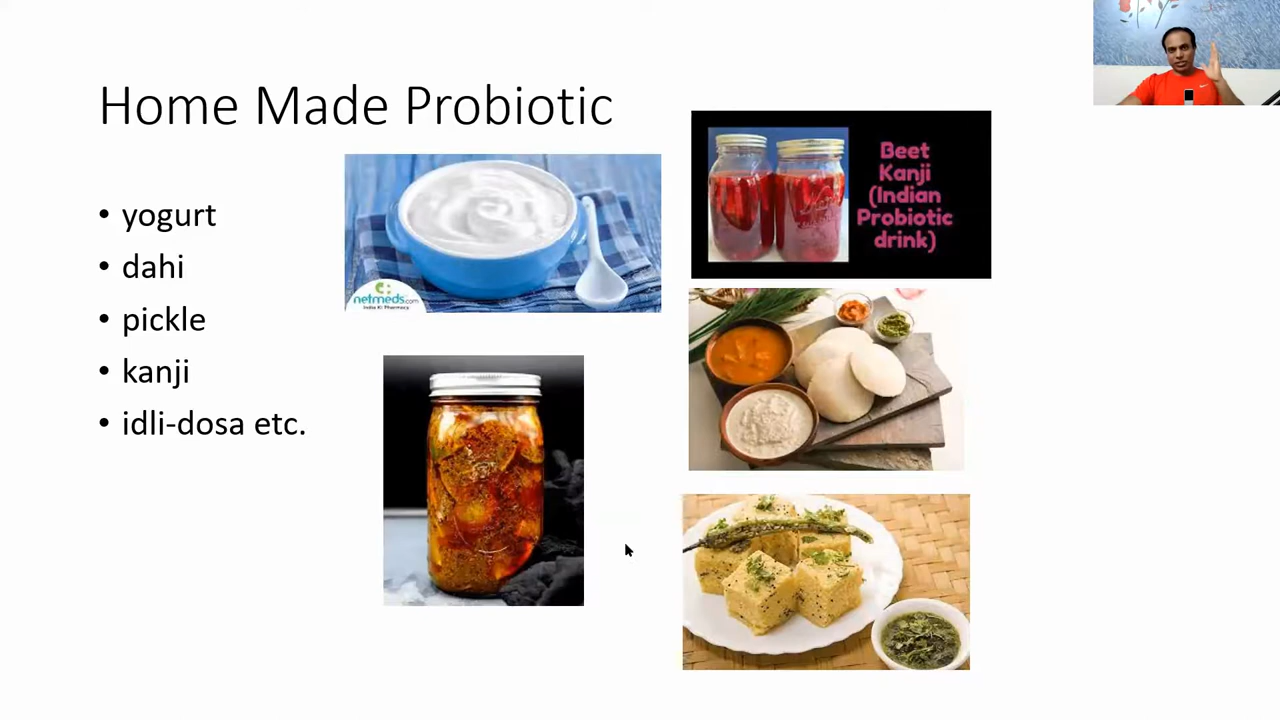 Home Made Probiotic
• yogurt
• dahi
• pickle
• kanji
• idli-dosa etc.
netmeds.com
India Ki Pharmacy
Beet
Kanji
(Indian
Probiotic
drink)